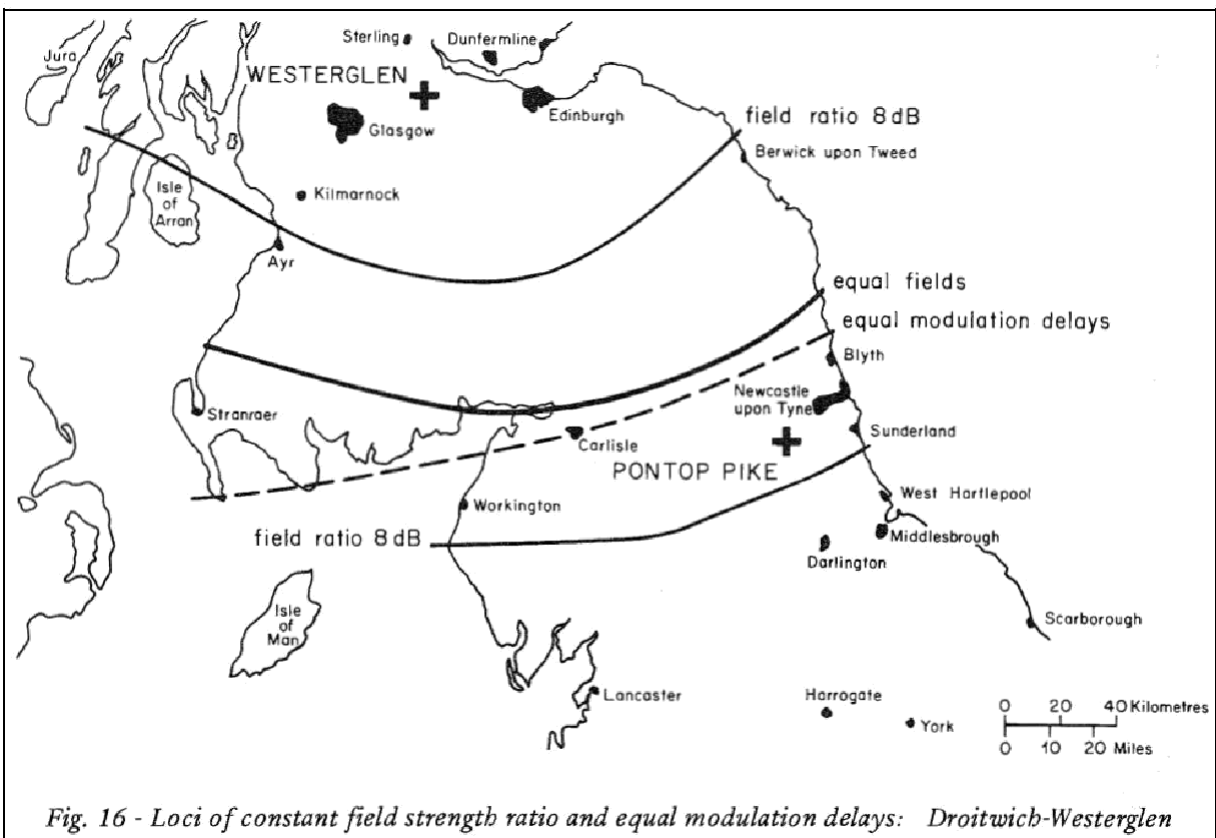 Jura
Sterling
Dunfermline
WESTERGLEN
Edinburgh
Glasgow
field ratio 8dB
Berwick upon Tweed
Isle
of
Arran
Kilmarnock
Ayr
equal fields
equal modulation delays
Blyth
Newcastle
upon Tyne
Stranraer
Sunderland
Carlisle
PONTOP PIKE
West Hartlepool
Workington
field ratio 8dB
Middlesbrough
Darlington
Isle
of
Man
Scarborough
Lancaster
Harrogate
York
0 20 40 Kilometres
0 10 20 Miles
Fig. 16 - Loci of constant field strength ratio and equal modulation delays: Droitwich-Westerglen